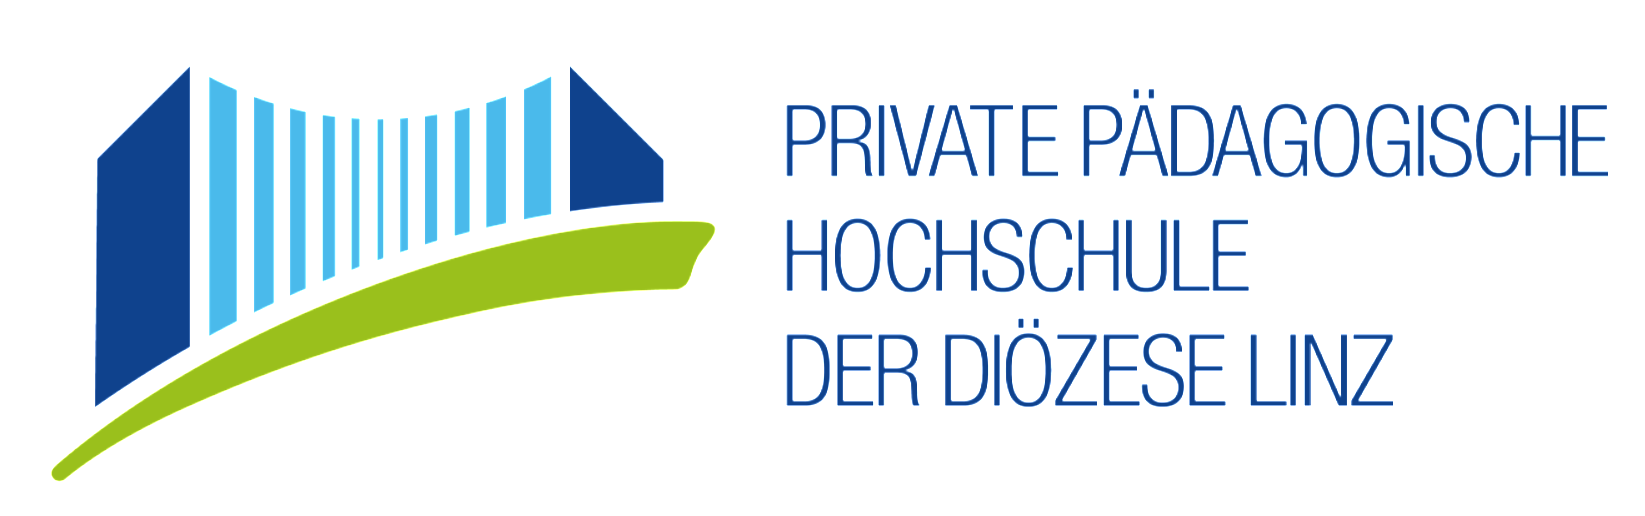 PRIVATE PÄDAGOGISCHE
HOCHSCHULE
DER DIÖZESE LINZ